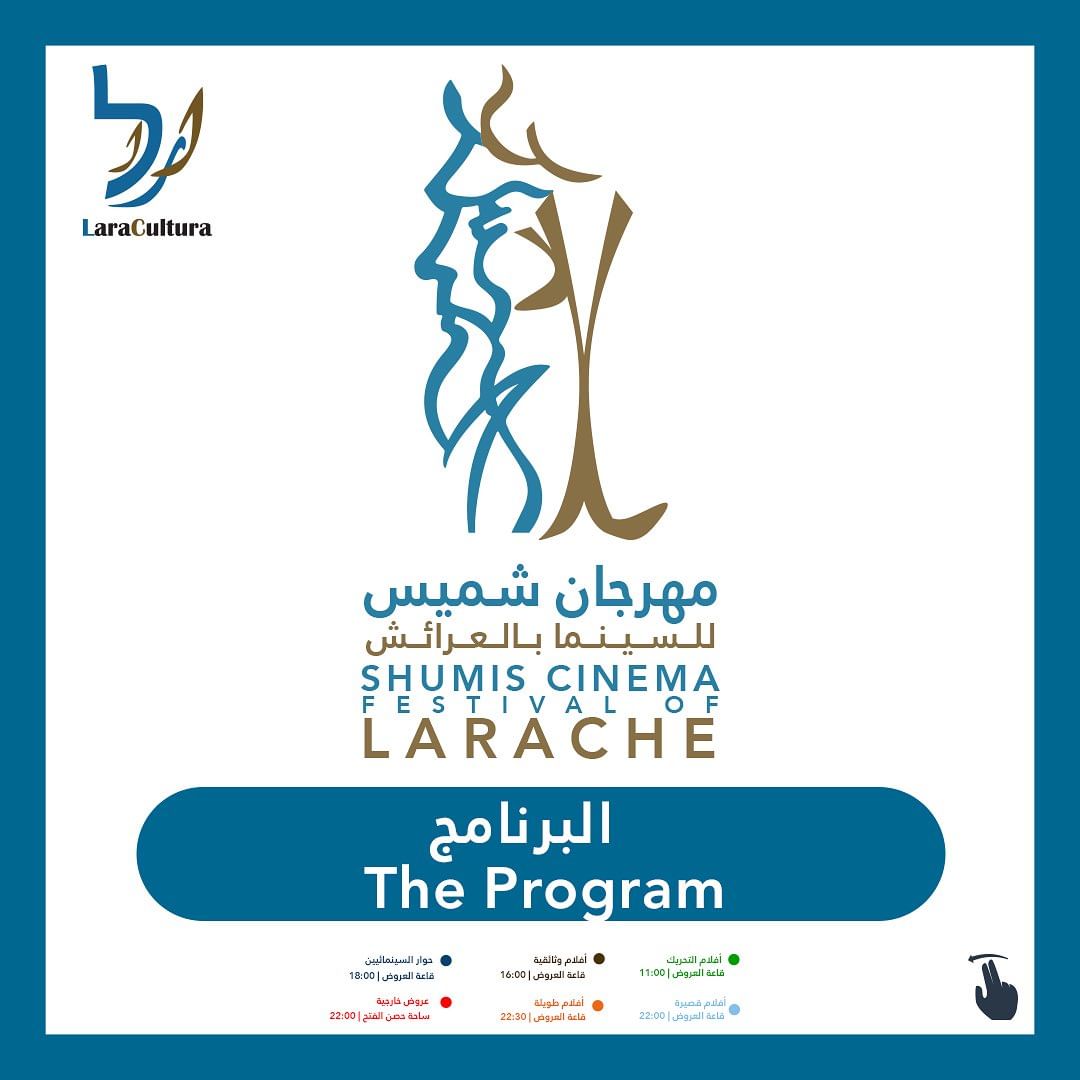 LaraCultura
مهرجان شميس
للسينما بالعرائش
SHUMIS CINEMA
FESTIVAL OF
LARACHE
البرنامج
The Program
أفلام التحريك
قاعة العروض | 11:00
أفلام وثائقية
قاعة العروض | 16:00
حوار السينمائيين
قاعة العروض | 18:00
أفلام قصيرة
قاعة العروض | 22:00
أفلام طويلة
قاعة العروض | 22:30
عروض خارجية
ساحة حصن الفتح | 22:00